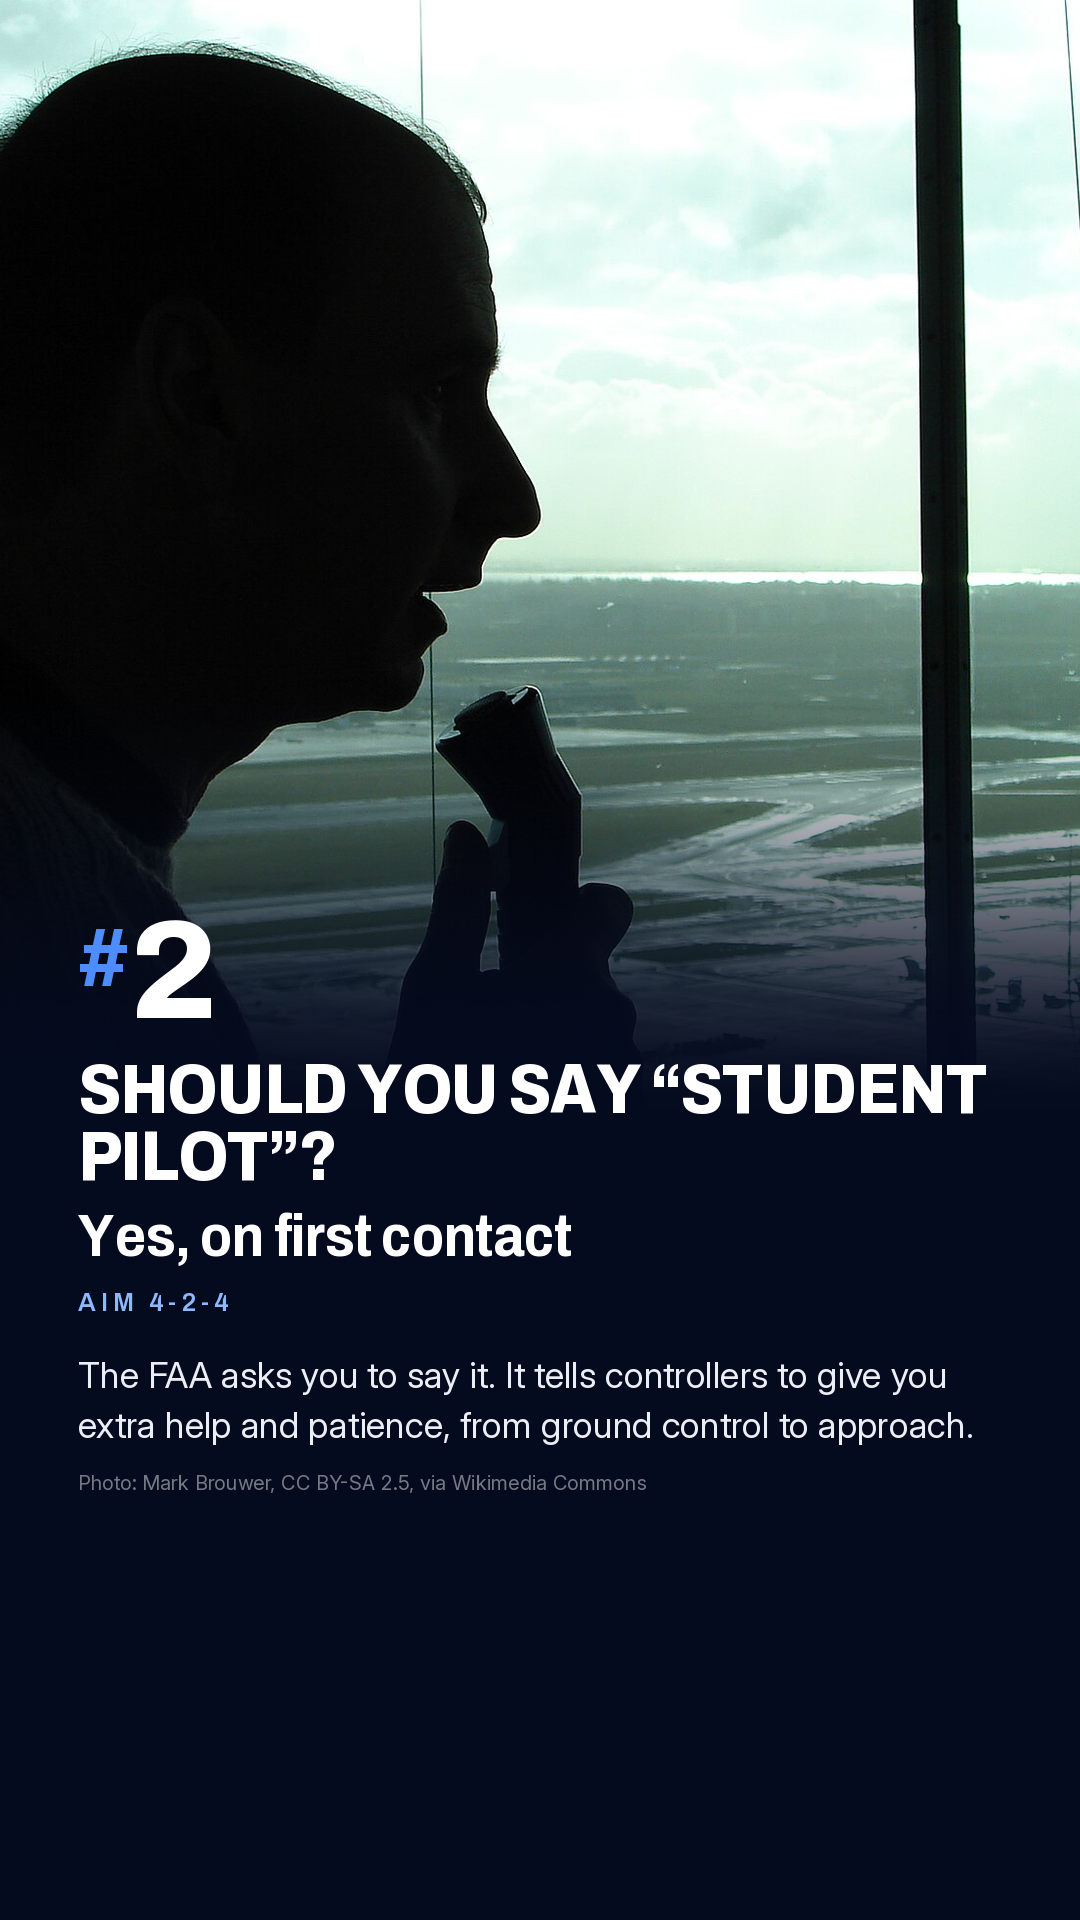 #2
SHOULD YOU SAY “STUDENT
PILOT”?
Yes, on first contact
AIM 4-2-4
The FAA asks you to say it. It tells controllers to give you
extra help and patience, from ground control to approach.
Photo: Mark Brouwer, CC BY-SA 2.5, via Wikimedia Commons